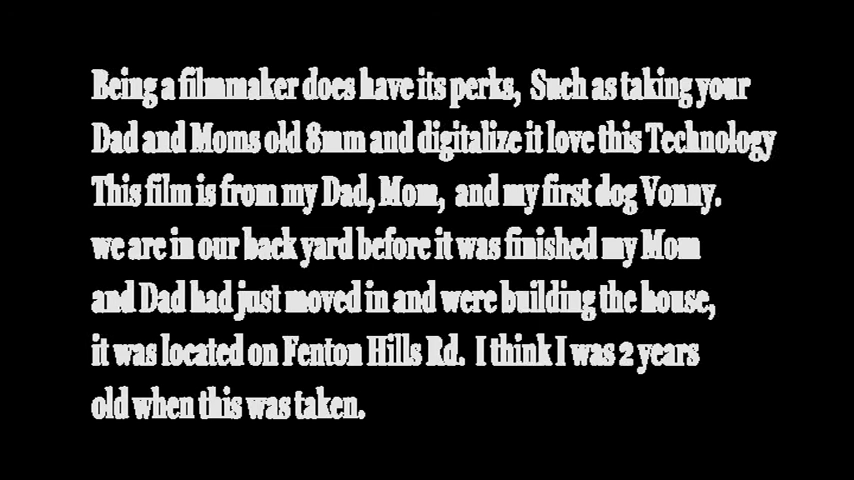 Being a filmmaker does have its perks,  Such as taking your
Dad and Moms old 8mm and digitalize it love this Technology
This film is from my Dad, Mom,  and my first dog Vonny.
we are in our back yard before it was finished my Mom
and Dad had just moved in and were building the house,
it was located on Fenton Hills Rd.  I think I was 2 years
old when this was taken.